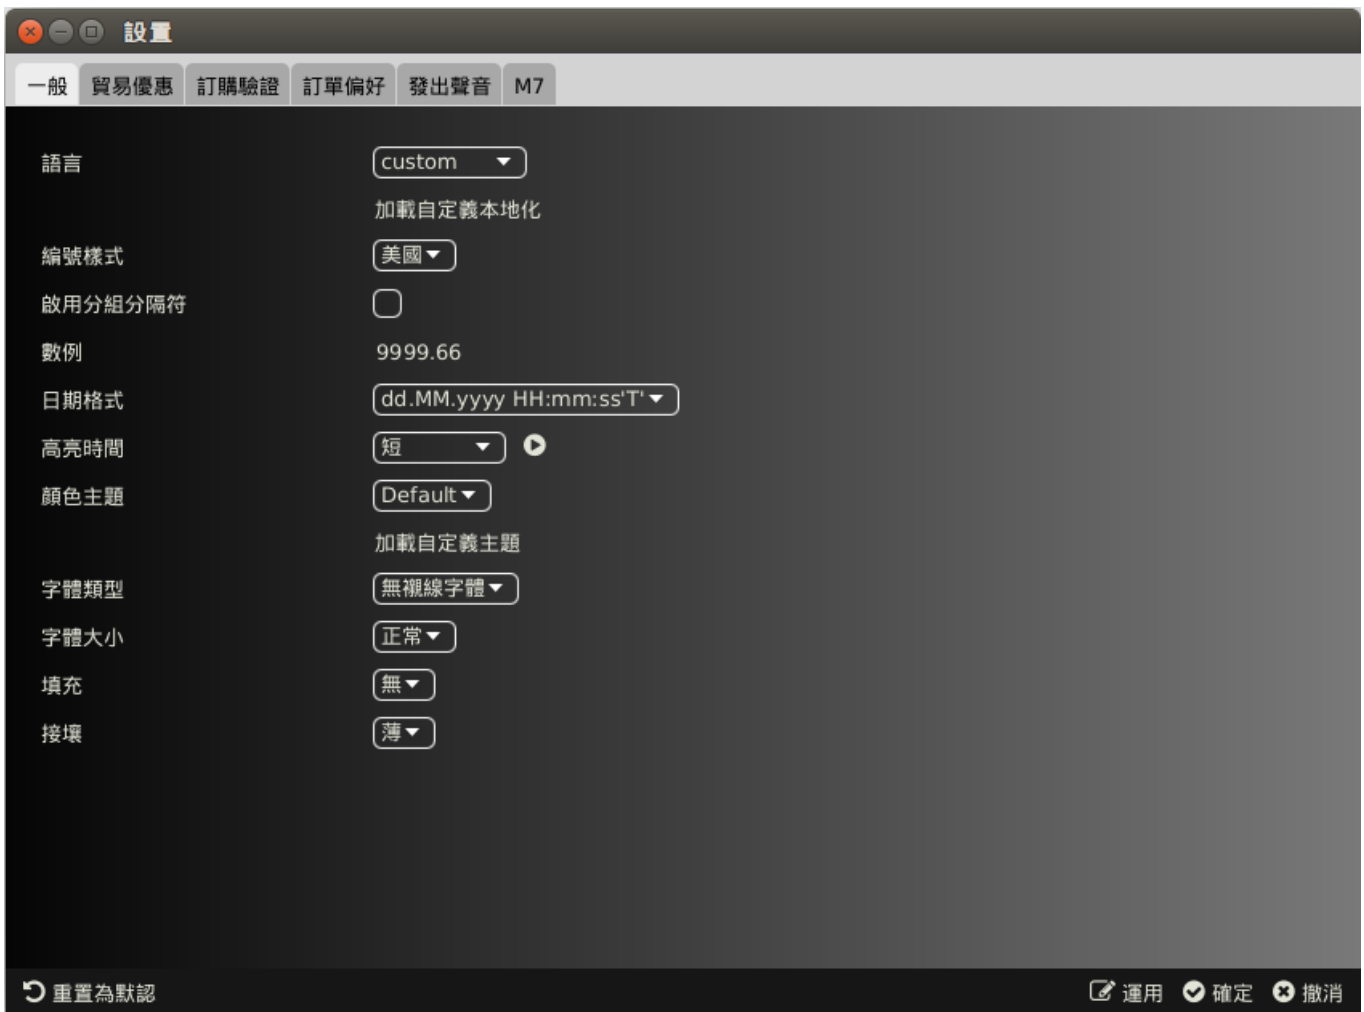 設置
一般 貿易優惠 訂購驗證 訂單偏好 發出聲音 M7
語言 custom
加載自定義本地化
編號樣式 美國
啟用分組分隔符
數例 9999.66
日期格式 dd.MM.yyyy HH:mm:ss'T'
高亮時間 短
顏色主題 Default
加載自定義主題
字體類型 無襯線字體
字體大小 正常
填充 無
接壤 薄
重置為默認 運用 確定 撤消